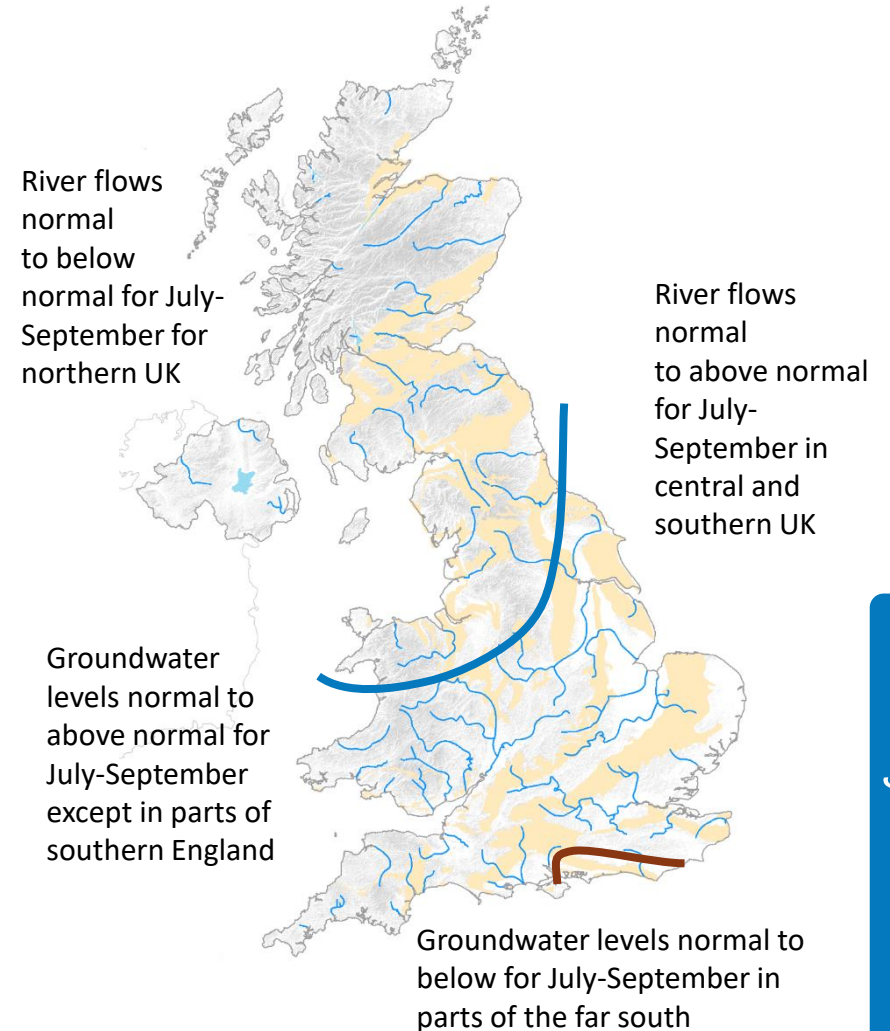 River flows
normal
to below
normal for July-
September for
northern UK
River flows
normal
to above normal
for July-
September in
central and
southern UK
Groundwater
levels normal to
above normal for
July-September
except in parts of
southern England
Groundwater levels normal to
below for July-September in
parts of the far south